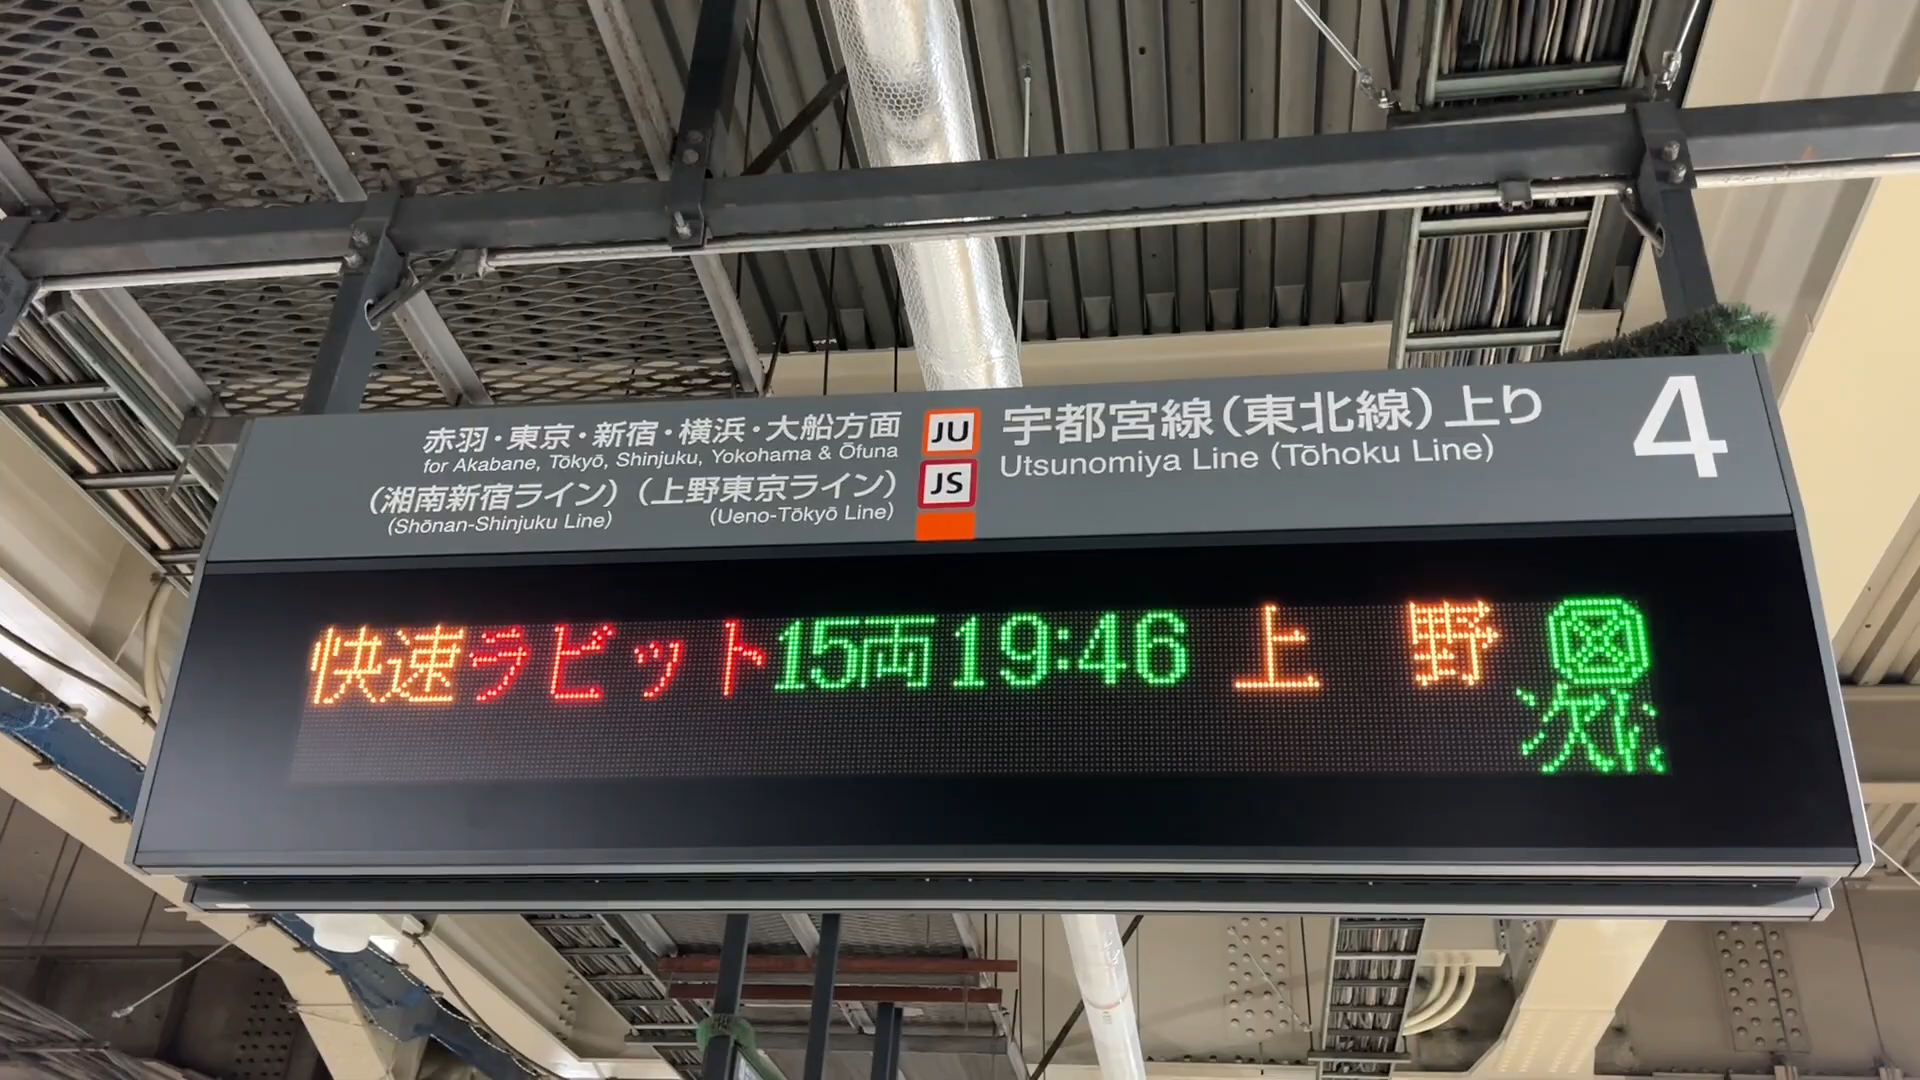 赤羽・東京・新宿・横浜・大船方面
for Akabane, Tōkyō, Shinjuku, Yokohama & Ōfuna
(湘南新宿ライン) (上野東京ライン)
(Shōnan-Shinjuku Line) (Ueno-Tōkyō Line)
JU
JS
宇都宮線(東北線)上り
Utsunomiya Line (Tōhoku Line)
4
快速ラビット 15両 19:46 上野
次に